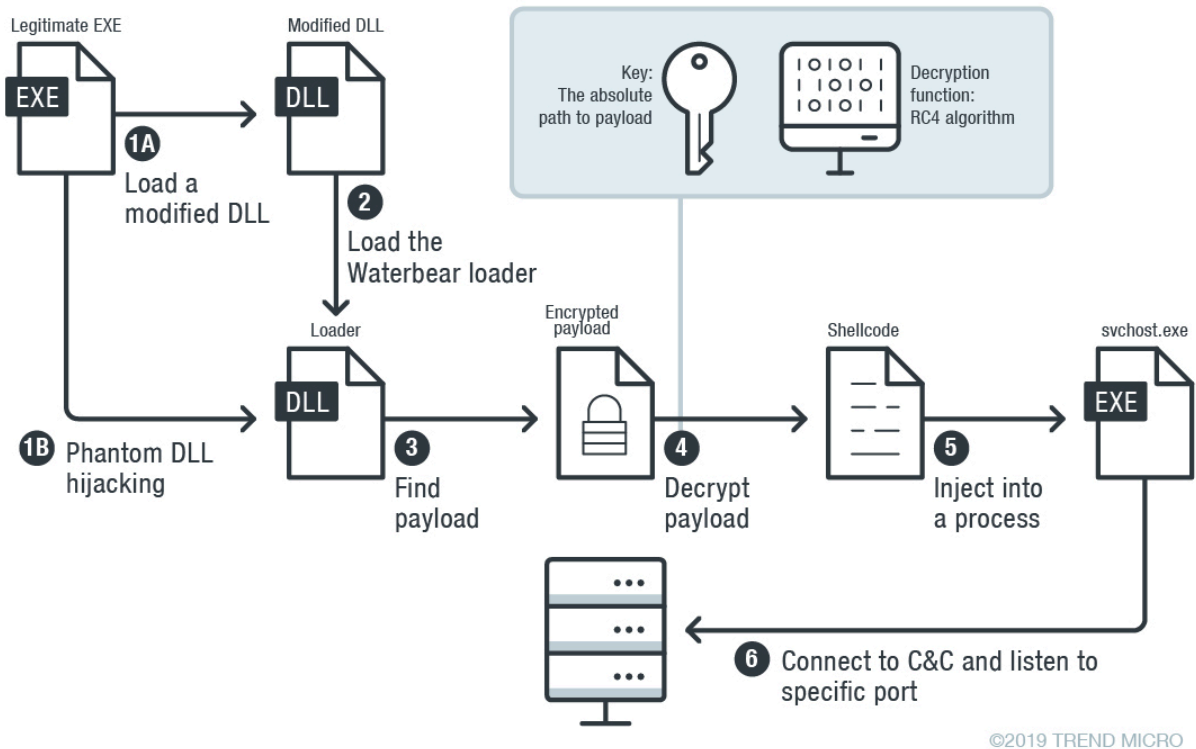 Legitimate EXE
EXE
1A
Load a
modified DLL
Modified DLL
DLL
2
Load the
Waterbear loader
Key:
The absolute
path to payload
Decryption
function:
RC4 algorithm
1B
Phantom DLL
hijacking
Loader
DLL
3
Find
payload
Encrypted
payload
4
Decrypt
payload
Shellcode
5
Inject into
a process
svchost.exe
EXE
6
Connect to C&C and listen to
specific port
©2019 TREND MICRO